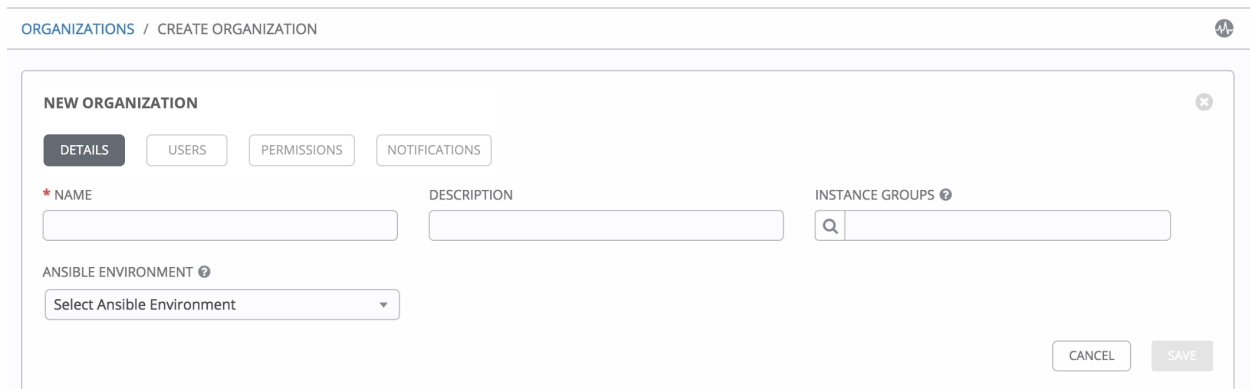 ORGANIZATIONS / CREATE ORGANIZATION
NEW ORGANIZATION
DETAILS USERS PERMISSIONS NOTIFICATIONS
* NAME DESCRIPTION INSTANCE GROUPS ?
ANSIBLE ENVIRONMENT ?
Select Ansible Environment
CANCEL SAVE